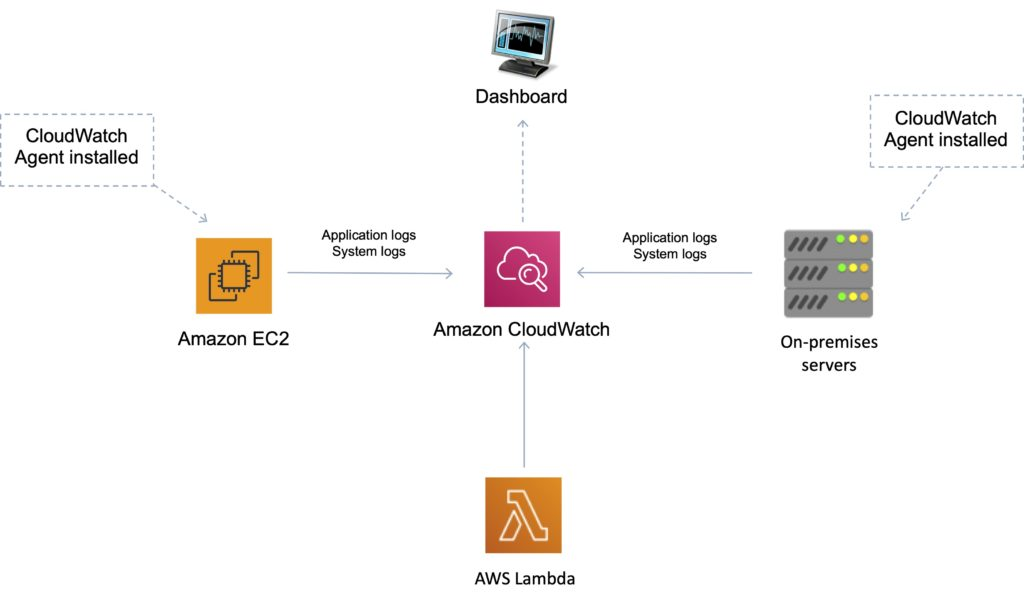 Dashboard
CloudWatch
Agent installed
CloudWatch
Agent installed
Application logs
System logs
Application logs
System logs
Amazon EC2
Amazon CloudWatch
On-premises
servers
AWS Lambda